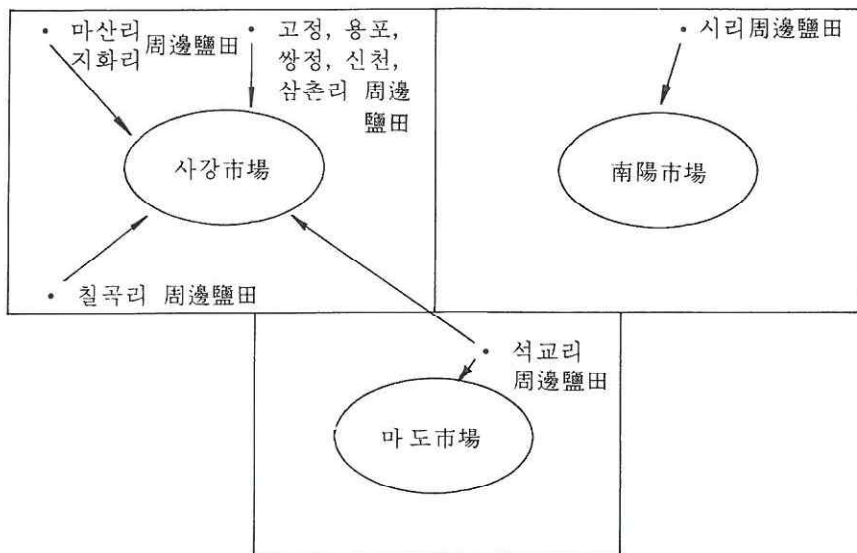 마산리
지화리 周邊鹽田
고정, 용포,
쌍정, 신천,
삼촌리 周邊
鹽田
사강市場
칠곡리 周邊鹽田
시리周邊鹽田
南陽市場
석교리
周邊鹽田
마도市場